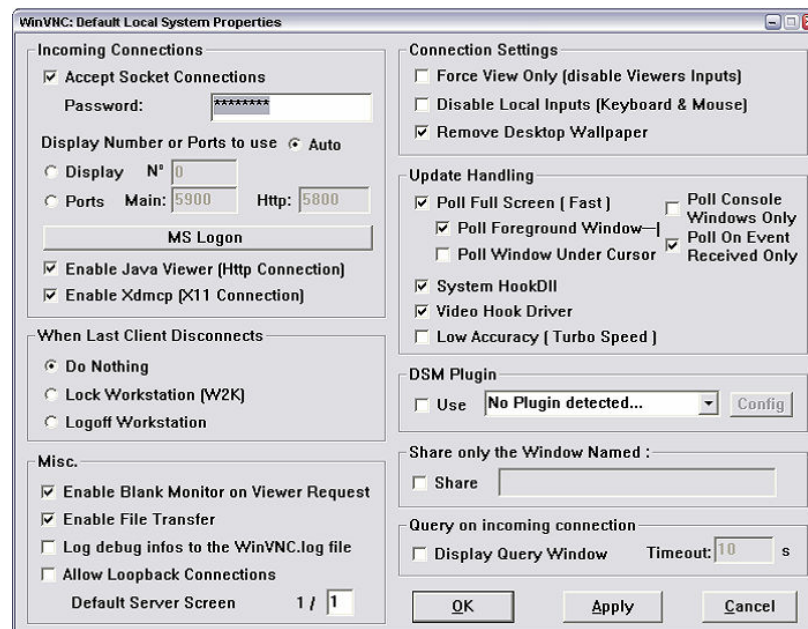 WinVNC: Default Local System Properties
Incoming Connections
Accept Socket Connections
Password: ********
Display Number or Ports to use Auto
Display N° 0
Ports Main: 5900 Http: 5800
MS Logon
Enable Java Viewer (Http Connection)
Enable Xdmcp (X11 Connection)
When Last Client Disconnects
Do Nothing
Lock Workstation (W2K)
Logoff Workstation
Misc.
Enable Blank Monitor on Viewer Request
Enable File Transfer
Log debug infos to the WinVNC.log file
Allow Loopback Connections
Default Server Screen 1 / 1
Connection Settings
Force View Only (disable Viewers Inputs)
Disable Local Inputs (Keyboard & Mouse)
Remove Desktop Wallpaper
Update Handling
Poll Full Screen ( Fast )
Poll Foreground Window---|
Poll Window Under Cursor
Poll Console
Windows Only
Poll On Event
Received Only
System HookDll
Video Hook Driver
Low Accuracy ( Turbo Speed )
DSM Plugin
Use No Plugin detected... Config
Share only the Window Named :
Share
Query on incoming connection
Display Query Window Timeout: 10 s
OK Apply Cancel